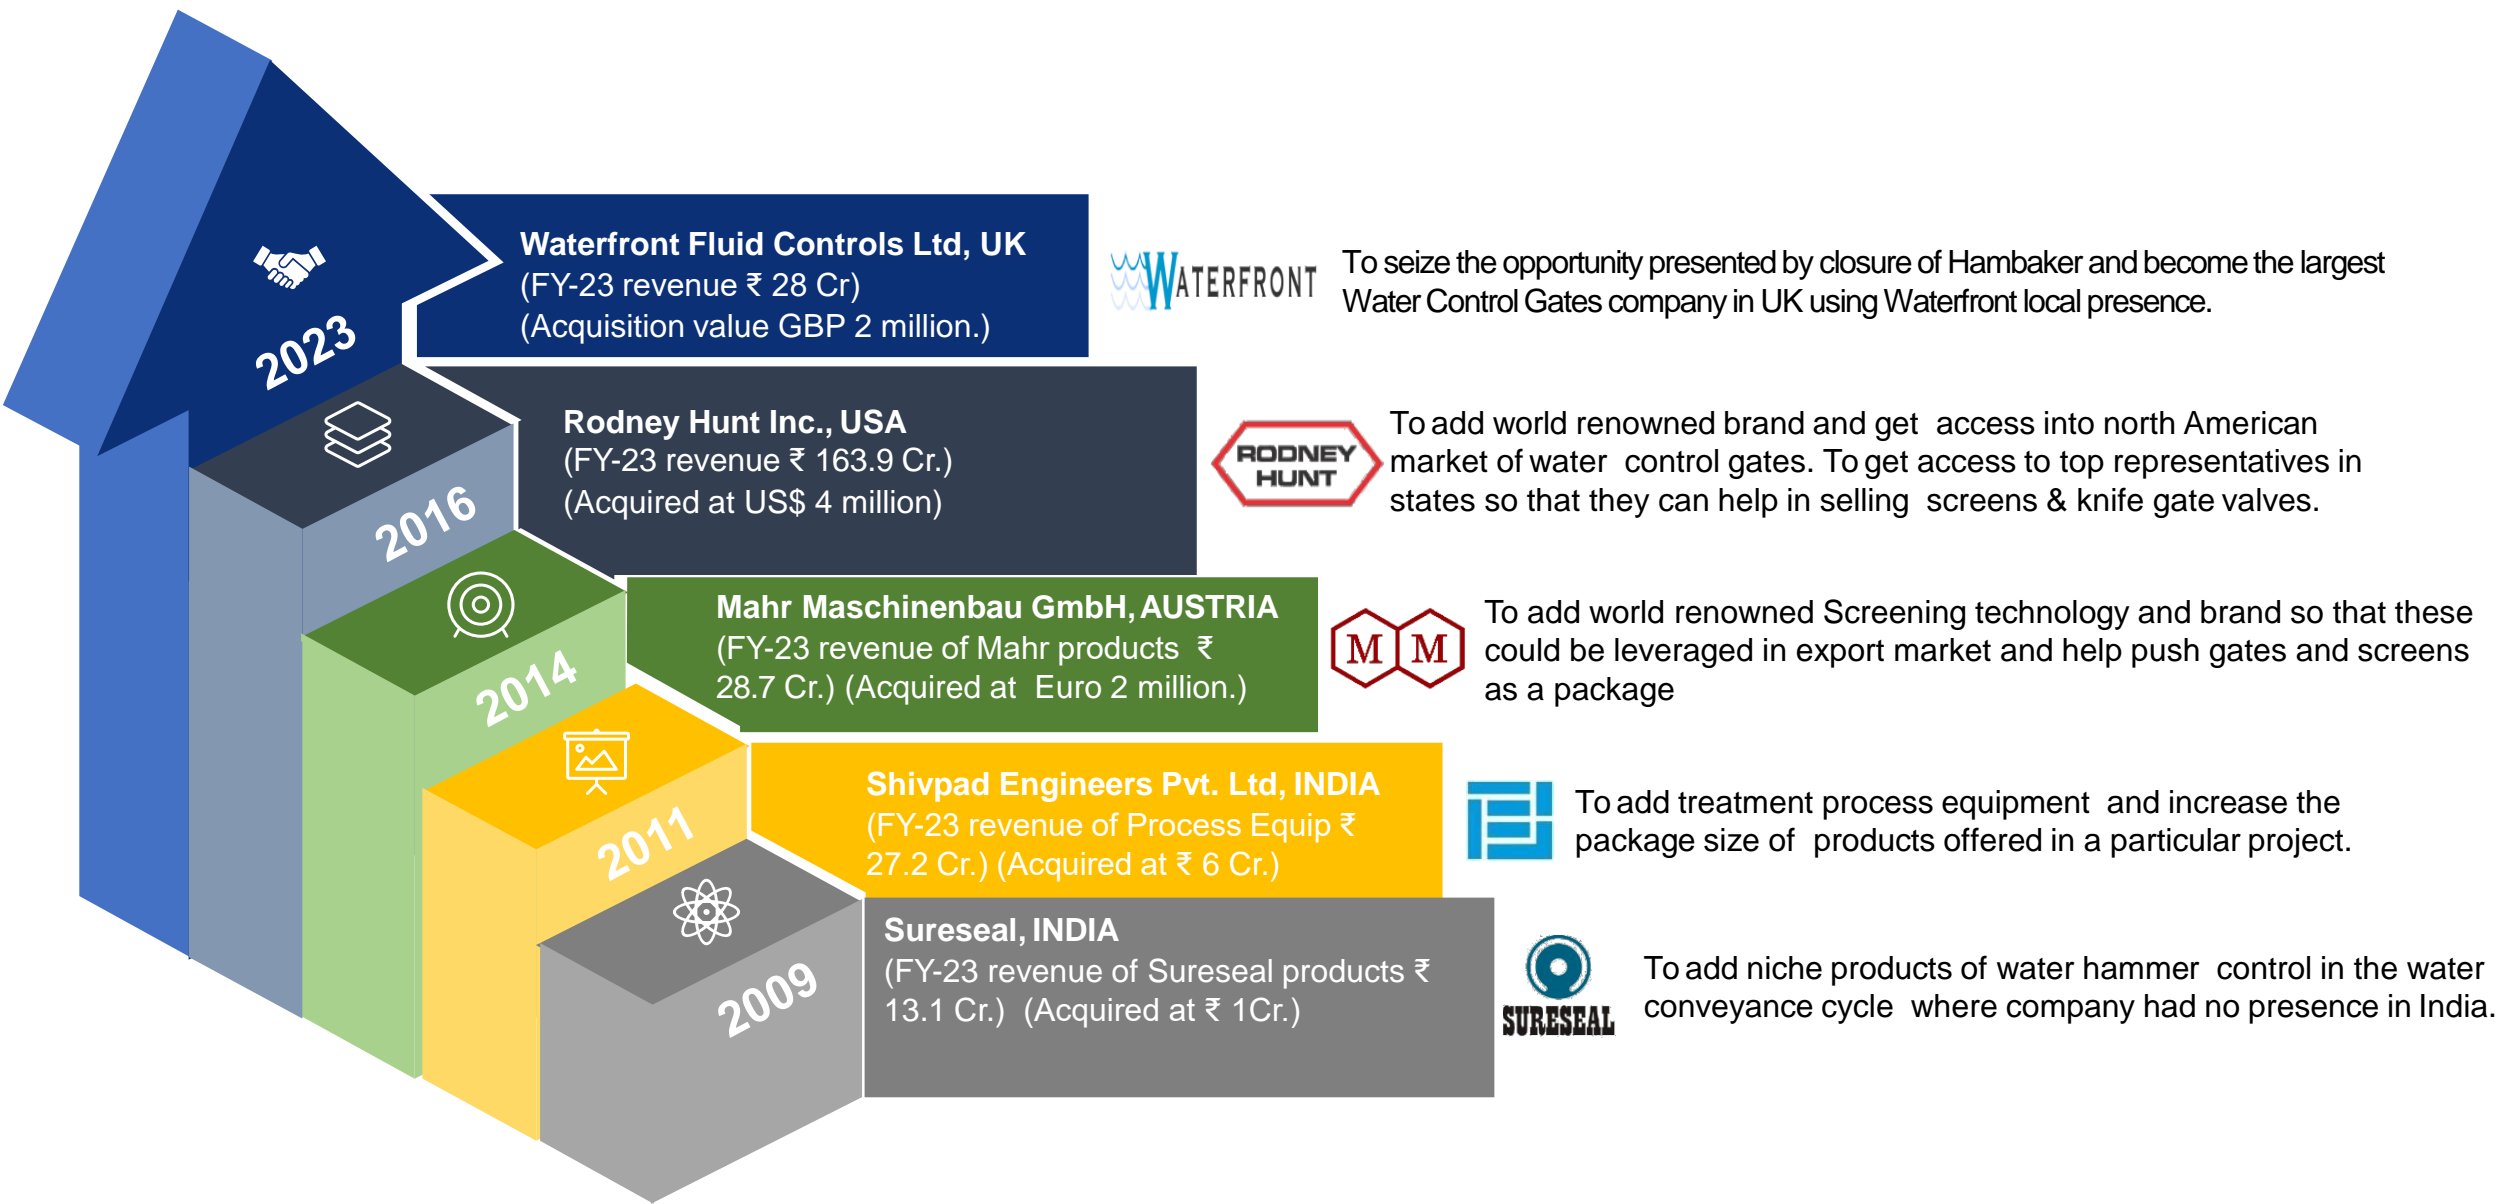 2023
Waterfront Fluid Controls Ltd, UK
(FY-23 revenue ₹ 28 Cr)
(Acquisition value GBP 2 million.)
WATERFRONT
To seize the opportunity presented by closure of Hambaker and become the largest
Water Control Gates company in UK using Waterfront local presence.
2016
Rodney Hunt Inc., USA
(FY-23 revenue ₹ 163.9 Cr.)
(Acquired at US$ 4 million)
RODNEY
HUNT
To add world renowned brand and get access into north American
market of water control gates. To get access to top representatives in
states so that they can help in selling screens & knife gate valves.
2014
Mahr Maschinenbau GmbH, AUSTRIA
(FY-23 revenue of Mahr products ₹
28.7 Cr.) (Acquired at Euro 2 million.)
M M
To add world renowned Screening technology and brand so that these
could be leveraged in export market and help push gates and screens
as a package
2011
Shivpad Engineers Pvt. Ltd, INDIA
(FY-23 revenue of Process Equip ₹
27.2 Cr.) (Acquired at ₹ 6 Cr.)
To add treatment process equipment and increase the
package size of products offered in a particular project.
2009
Sureseal, INDIA
(FY-23 revenue of Sureseal products ₹
13.1 Cr.) (Acquired at ₹ 1Cr.)
SURESEAL
To add niche products of water hammer control in the water
conveyance cycle where company had no presence in India.